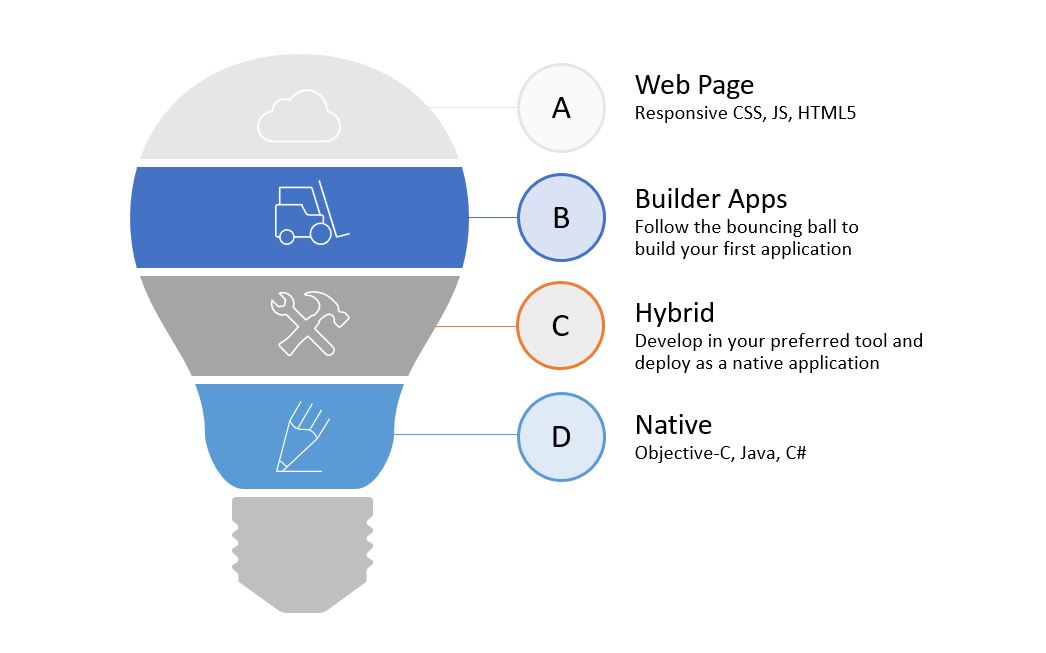 A
Web Page
Responsive CSS, JS, HTML5
B
Builder Apps
Follow the bouncing ball to
build your first application
C
Hybrid
Develop in your preferred tool and
deploy as a native application
D
Native
Objective-C, Java, C#